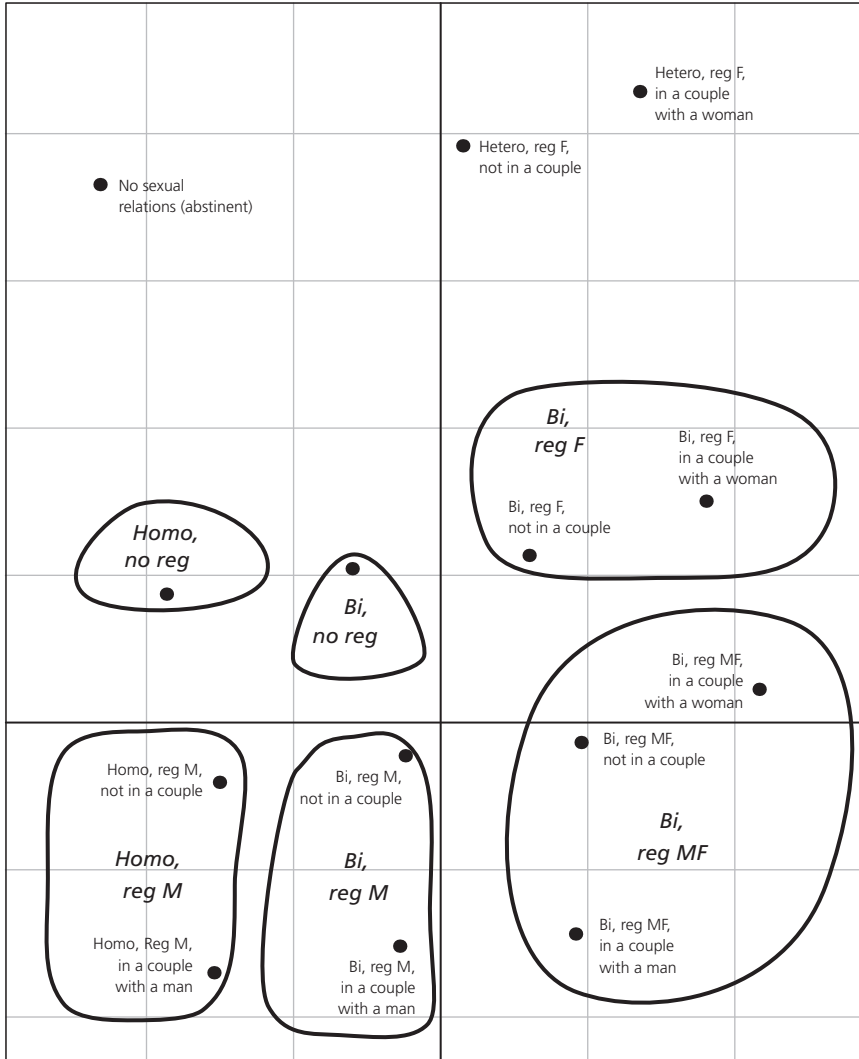 Hetero, reg F,
in a couple
with a woman
Hetero, reg F,
not in a couple
No sexual
relations (abstinent)
Bi,
reg F
Bi, reg F,
in a couple
with a woman
Bi, reg F,
not in a couple
Homo,
no reg
Bi,
no reg
Bi, reg MF,
in a couple
with a woman
Bi, reg MF,
not in a couple
Homo, reg M,
not in a couple
Bi, reg M,
not in a couple
Bi,
reg MF
Homo,
reg M
Bi,
reg M
Bi, reg MF,
in a couple
with a man
Homo, Reg M,
in a couple
with a man
Bi, reg M,
in a couple
with a man